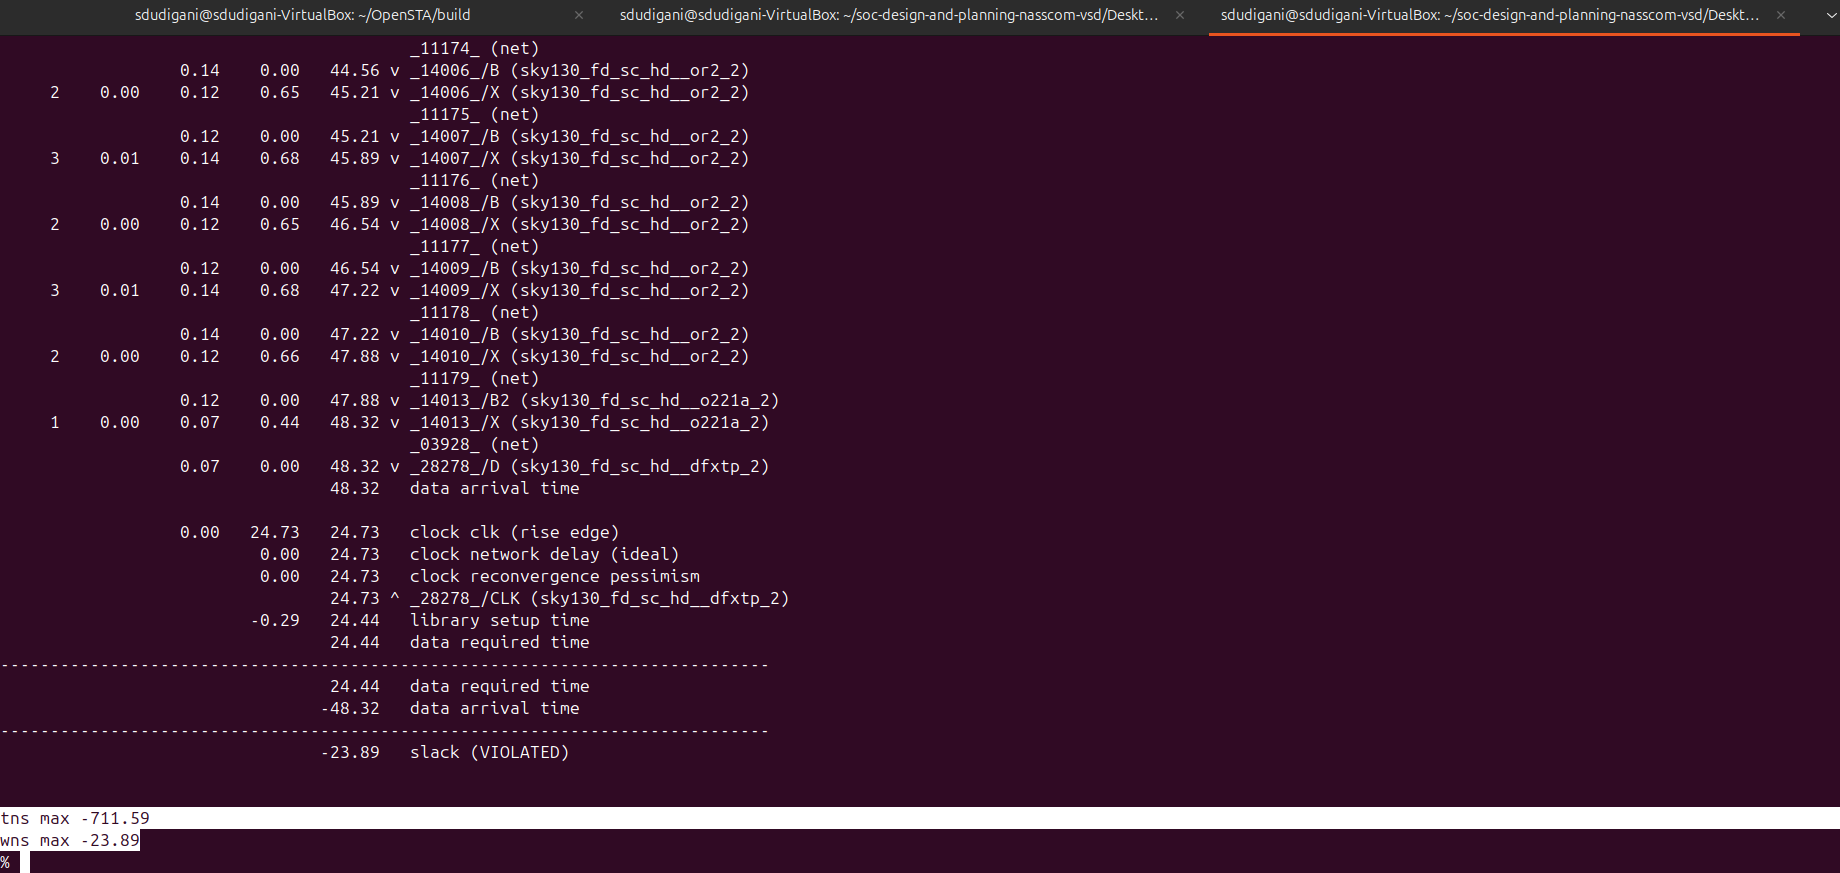 sdudigani@sdudigani-VirtualBox: ~/OpenSTA/build × sdudigani@sdudigani-VirtualBox: ~/soc-design-and-planning-nasscom-vsd/Deskt... × sdudigani@sdudigani-VirtualBox: ~/soc-design-and-planning-nasscom-vsd/Deskt... ×
_11174_ (net)
0.14 0.00 44.56 v _14006_/B (sky130_fd_sc_hd__or2_2)
2 0.00 0.12 0.65 45.21 v _14006_/X (sky130_fd_sc_hd__or2_2)
_11175_ (net)
0.12 0.00 45.21 v _14007_/B (sky130_fd_sc_hd__or2_2)
3 0.01 0.14 0.68 45.89 v _14007_/X (sky130_fd_sc_hd__or2_2)
_11176_ (net)
0.14 0.00 45.89 v _14008_/B (sky130_fd_sc_hd__or2_2)
2 0.00 0.12 0.65 46.54 v _14008_/X (sky130_fd_sc_hd__or2_2)
_11177_ (net)
0.12 0.00 46.54 v _14009_/B (sky130_fd_sc_hd__or2_2)
3 0.01 0.14 0.68 47.22 v _14009_/X (sky130_fd_sc_hd__or2_2)
_11178_ (net)
0.14 0.00 47.22 v _14010_/B (sky130_fd_sc_hd__or2_2)
2 0.00 0.12 0.66 47.88 v _14010_/X (sky130_fd_sc_hd__or2_2)
_11179_ (net)
0.12 0.00 47.88 v _14013_/B2 (sky130_fd_sc_hd__o221a_2)
1 0.00 0.07 0.44 48.32 v _14013_/X (sky130_fd_sc_hd__o221a_2)
_03928_ (net)
0.07 0.00 48.32 v _28278_/D (sky130_fd_sc_hd__dfxtp_2)
48.32 data arrival time
0.00 24.73 24.73 clock clk (rise edge)
0.00 24.73 clock network delay (ideal)
0.00 24.73 clock reconvergence pessimism
24.73 ^ _28278_/CLK (sky130_fd_sc_hd__dfxtp_2)
-0.29 24.44 library setup time
24.44 data required time
-----------------------------------------------------------------------------
24.44 data required time
-48.32 data arrival time
-----------------------------------------------------------------------------
-23.89 slack (VIOLATED)
tns max -711.59
wns max -23.89
%